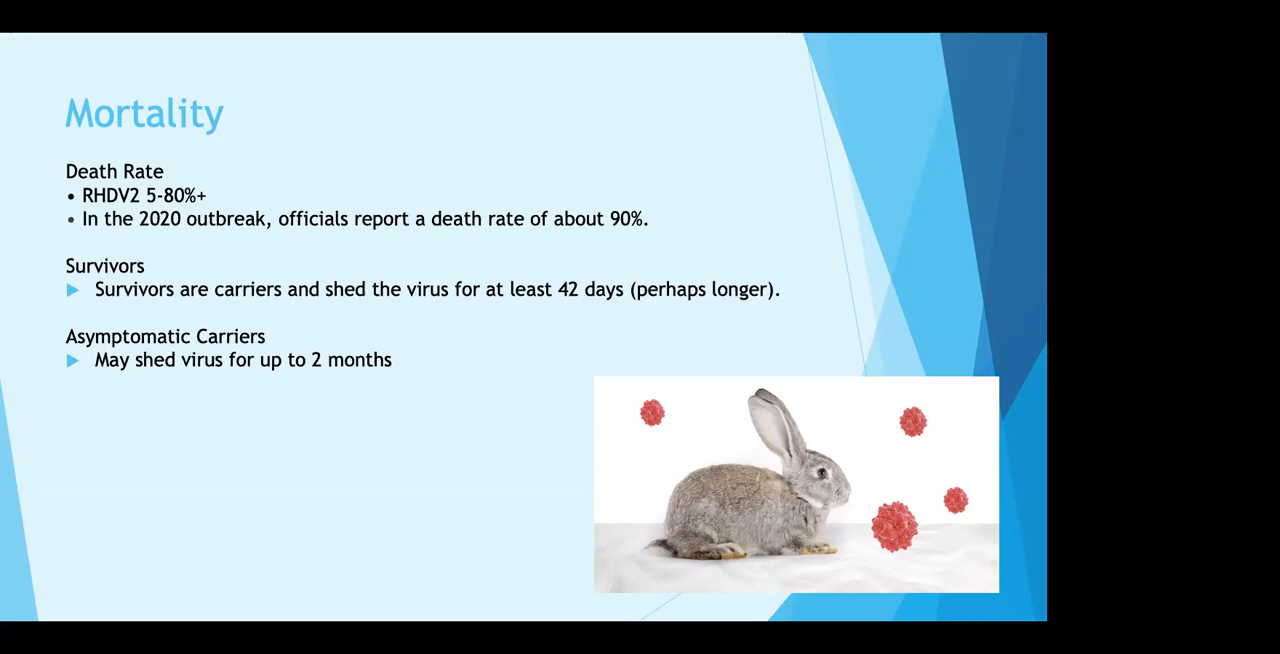 Mortality
Death Rate
• RHDV2 5-80%+
• In the 2020 outbreak, officials report a death rate of about 90%.
Survivors
Survivors are carriers and shed the virus for at least 42 days (perhaps longer).
Asymptomatic Carriers
May shed virus for up to 2 months